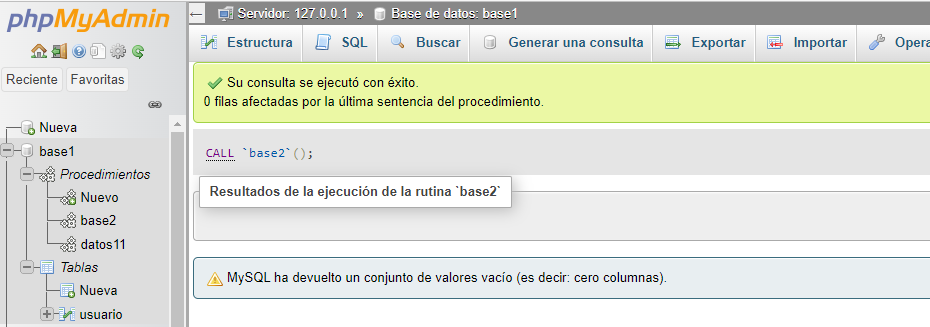 phpMyAdmin
Reciente Favoritas
Nueva
base1
Procedimientos
Nuevo
base2
datos11
Tablas
Nueva
usuario
Servidor: 127.0.0.1 » Base de datos: base1
Estructura SQL Buscar Generar una consulta Exportar Importar Opera
Su consulta se ejecutó con éxito.
0 filas afectadas por la última sentencia del procedimiento.
CALL `base2`();
Resultados de la ejecución de la rutina `base2`
MySQL ha devuelto un conjunto de valores vacío (es decir: cero columnas).